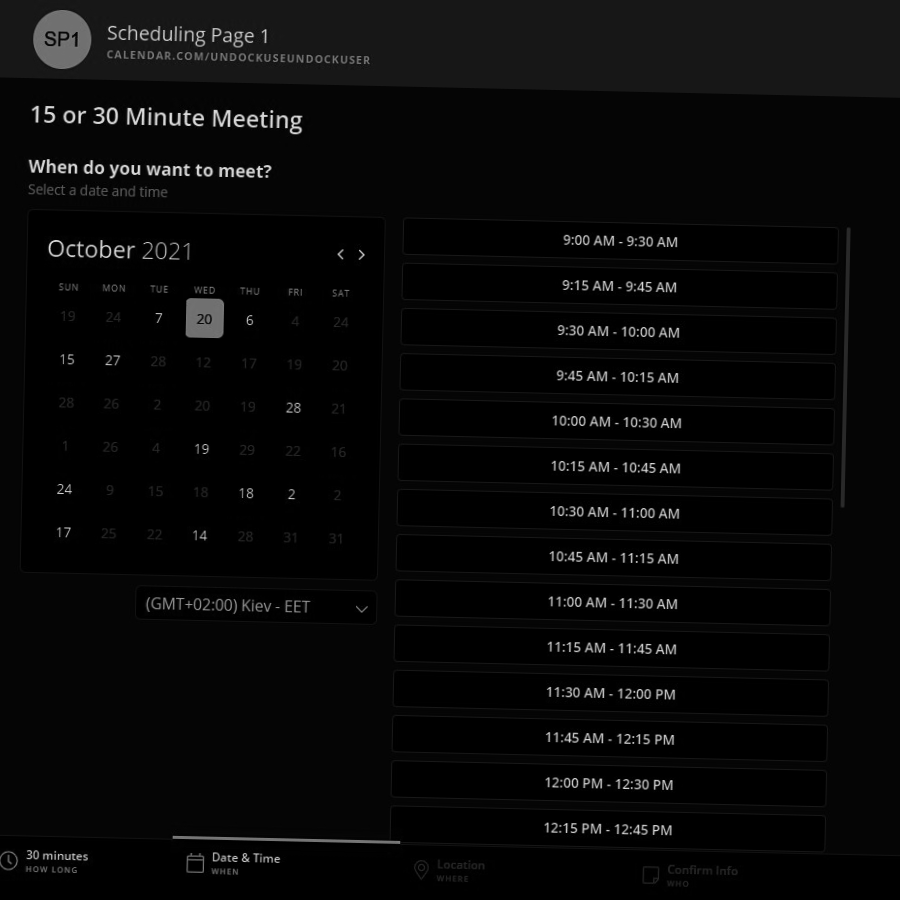 SP1
Scheduling Page 1
CALENDAR.COM/UNDOCKUSEUNDOCKUSER
15 or 30 Minute Meeting
When do you want to meet?
Select a date and time
October 2021
SUN MON TUE WED THU FRI SAT
19 24 7 20 6 4 24
15 27 28 12 17 19 20
28 26 2 20 19 28 21
1 26 4 19 29 22 16
24 9 15 18 18 2 2
17 25 22 14 28 31 31
(GMT+02:00) Kiev - EET
9:00 AM - 9:30 AM
9:15 AM - 9:45 AM
9:30 AM - 10:00 AM
9:45 AM - 10:15 AM
10:00 AM - 10:30 AM
10:15 AM - 10:45 AM
10:30 AM - 11:00 AM
10:45 AM - 11:15 AM
11:00 AM - 11:30 AM
11:15 AM - 11:45 AM
11:30 AM - 12:00 PM
11:45 AM - 12:15 PM
12:00 PM - 12:30 PM
12:15 PM - 12:45 PM
30 minutes
HOW LONG
Date & Time
WHEN
Location
WHERE
Confirm Info
WHO